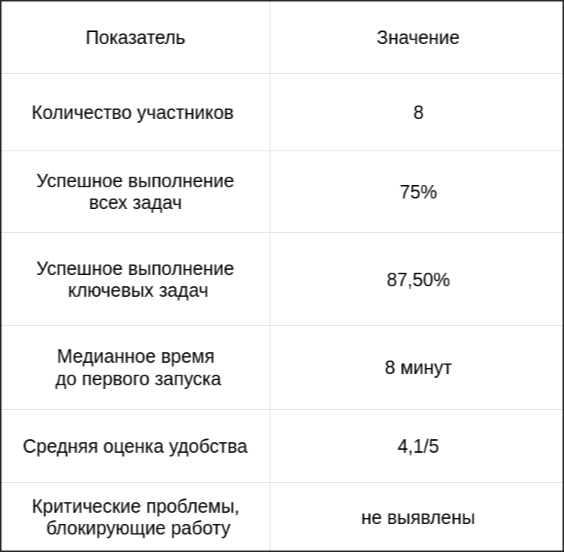 Показатель
Значение
Количество участников
8
Успешное выполнение
всех задач
75%
Успешное выполнение
ключевых задач
87,50%
Медианное время
до первого запуска
8 минут
Средняя оценка удобства
4,1/5
Критические проблемы,
блокирующие работу
не выявлены